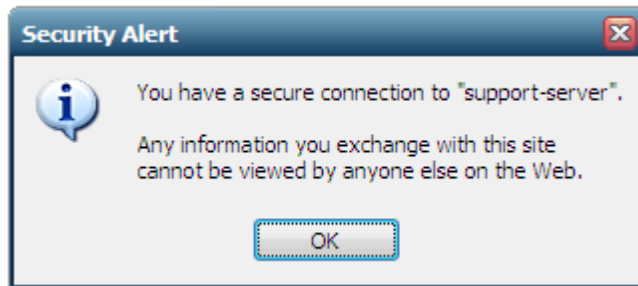 Security Alert
You have a secure connection to "support-server".
Any information you exchange with this site
cannot be viewed by anyone else on the Web.
OK